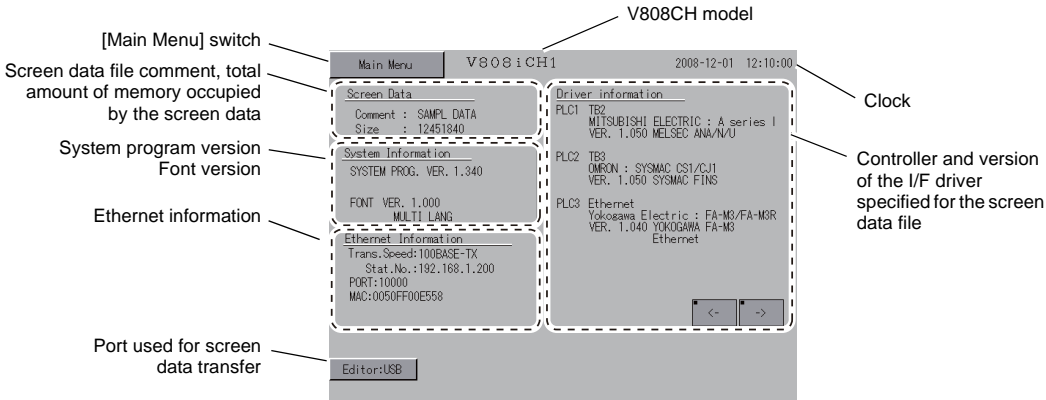 V808CH model
[Main Menu] switch
Main Menu
V808iCH1
2008-12-01 12:10:00
Screen data file comment, total
amount of memory occupied
by the screen data
Screen Data
Comment : SAMPL DATA
Size : 12451840
Clock
System program version
Font version
System Information
SYSTEM PROG. VER. 1.340
FONT VER. 1.000
MULTI LANG
Ethernet information
Ethernet Information
Trans.Speed:100BASE-TX
Stat.No.:192.168.1.200
PORT:10000
MAC:0050FF00E558
Driver information
PLC1 TB2
MITSUBISHI ELECTRIC : A series l
VER. 1.050 MELSEC ANA/N/U
PLC2 TB3
OMRON : SYSMAC CS1/CJ1
VER. 1.050 SYSMAC FINS
PLC3 Ethernet
Yokogawa Electric : FA-M3/FA-M3R
VER. 1.040 YOKOGAWA FA-M3
Ethernet
<- ->
Controller and version
of the I/F driver
specified for the screen
data file
Port used for screen
data transfer
Editor:USB